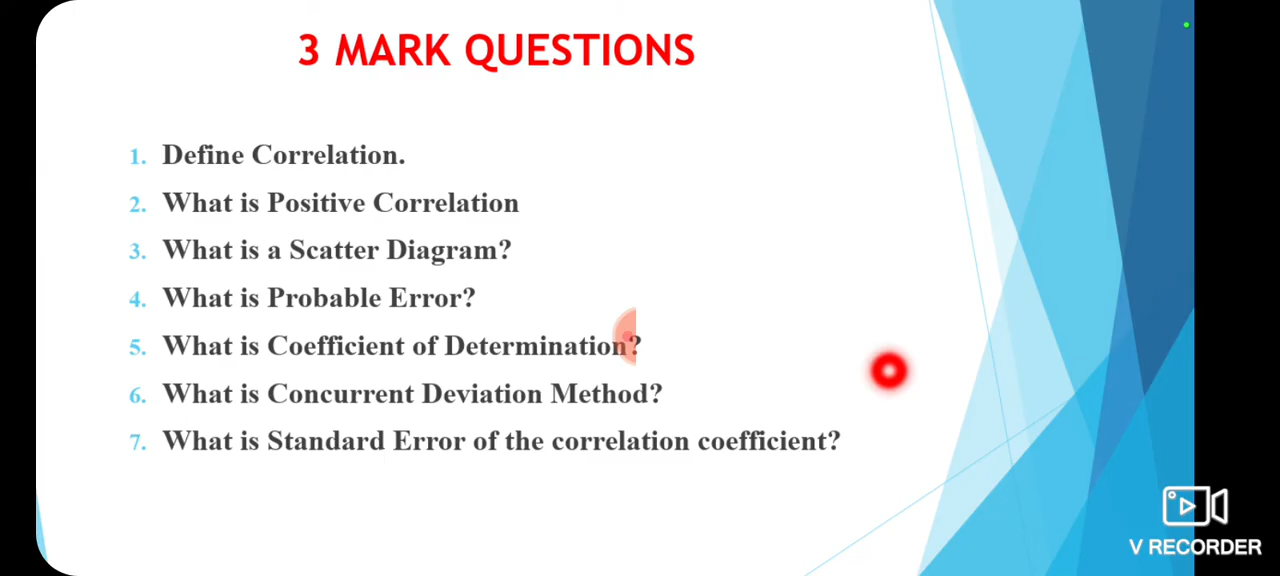 3 MARK QUESTIONS
1. Define Correlation.
2. What is Positive Correlation
3. What is a Scatter Diagram?
4. What is Probable Error?
5. What is Coefficient of Determination?
6. What is Concurrent Deviation Method?
7. What is Standard Error of the correlation coefficient?
V RECORDER